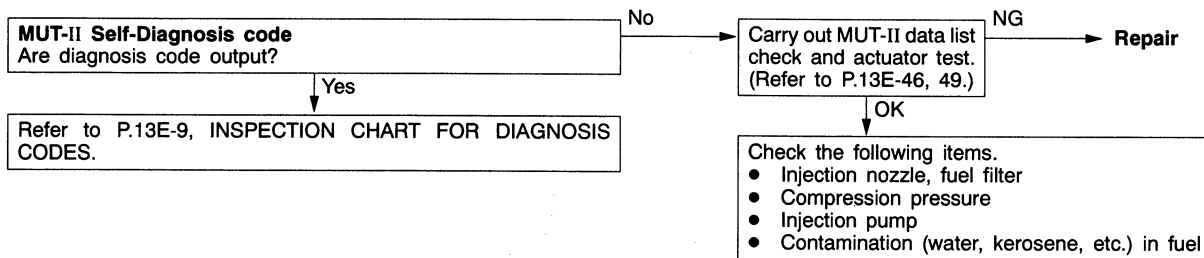 MUT-II Self-Diagnosis code
Are diagnosis code output?
No
Carry out MUT-II data list
check and actuator test.
(Refer to P.13E-46, 49.)
NG
Repair
Yes
OK
Refer to P.13E-9, INSPECTION CHART FOR DIAGNOSIS
CODES.
Check the following items.
● Injection nozzle, fuel filter
● Compression pressure
● Injection pump
● Contamination (water, kerosene, etc.) in fuel